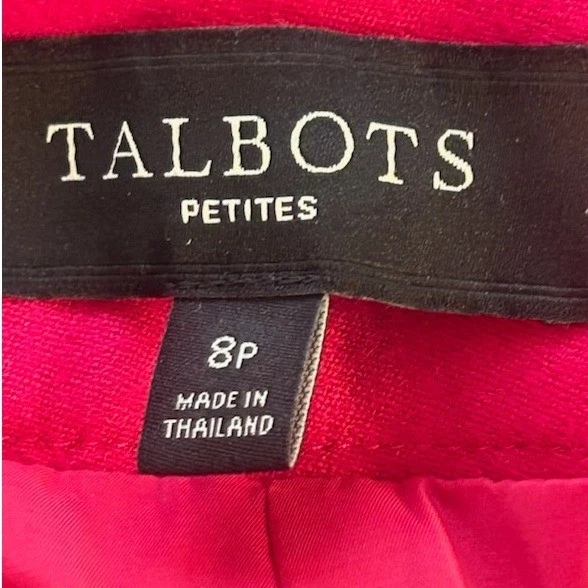 TALBOTS
PETITES
8P
MADE IN
THAILAND